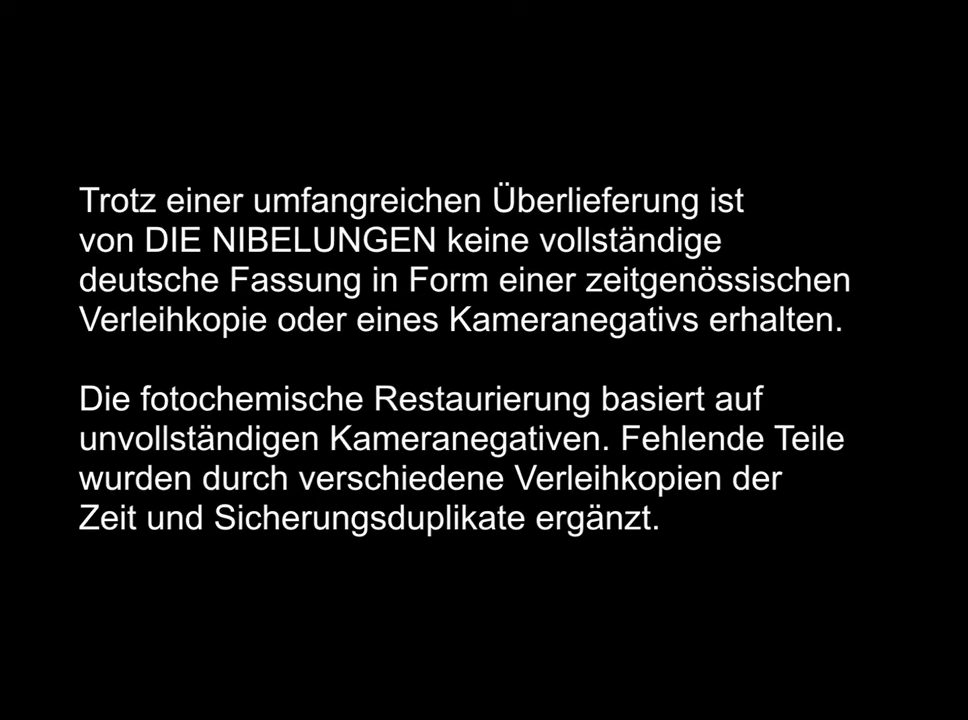 Trotz einer umfangreichen Überlieferung ist
von DIE NIBELUNGEN keine vollständige
deutsche Fassung in Form einer zeitgenössischen
Verleihkopie oder eines Kameranegativs erhalten.
Die fotochemische Restaurierung basiert auf
unvollständigen Kameranegativen. Fehlende Teile
wurden durch verschiedene Verleihkopien der
Zeit und Sicherungsduplikate ergänzt.